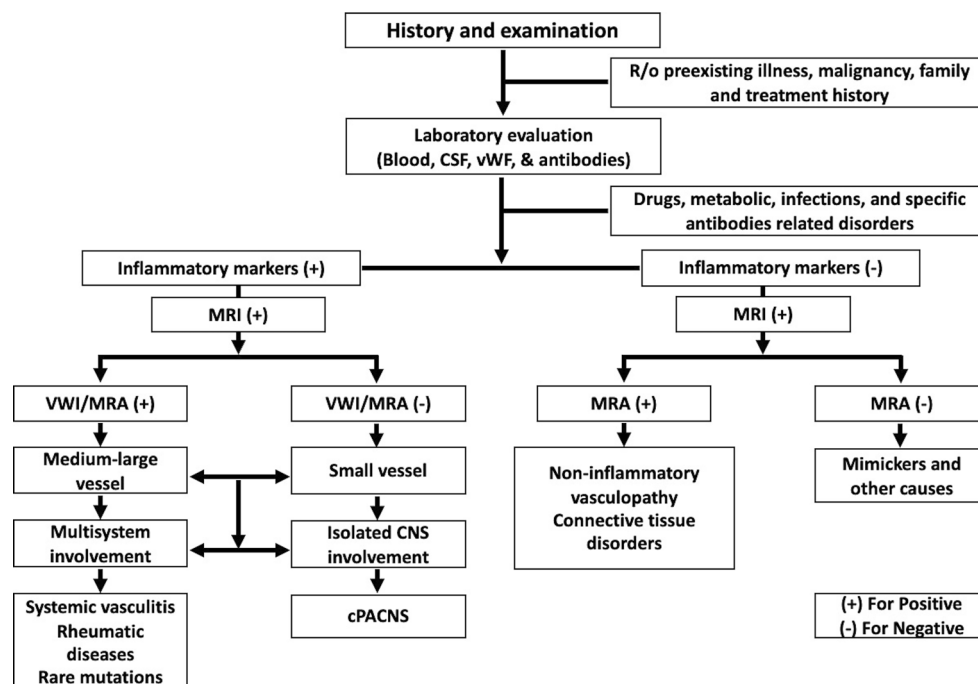 History and examination
R/o preexisting illness, malignancy, family
and treatment history
Laboratory evaluation
(Blood, CSF, vWF, & antibodies)
Drugs, metabolic, infections, and specific
antibodies related disorders
Inflammatory markers (+)
Inflammatory markers (-)
MRI (+)
MRI (+)
VWI/MRA (+)
VWI/MRA (-)
MRA (+)
MRA (-)
Medium-large
vessel
Small vessel
Non-inflammatory
vasculopathy
Connective tissue
disorders
Mimickers and
other causes
Multisystem
involvement
Isolated CNS
involvement
Systemic vasculitis
Rheumatic
diseases
Rare mutations
cPACNS
(+) For Positive
(-) For Negative